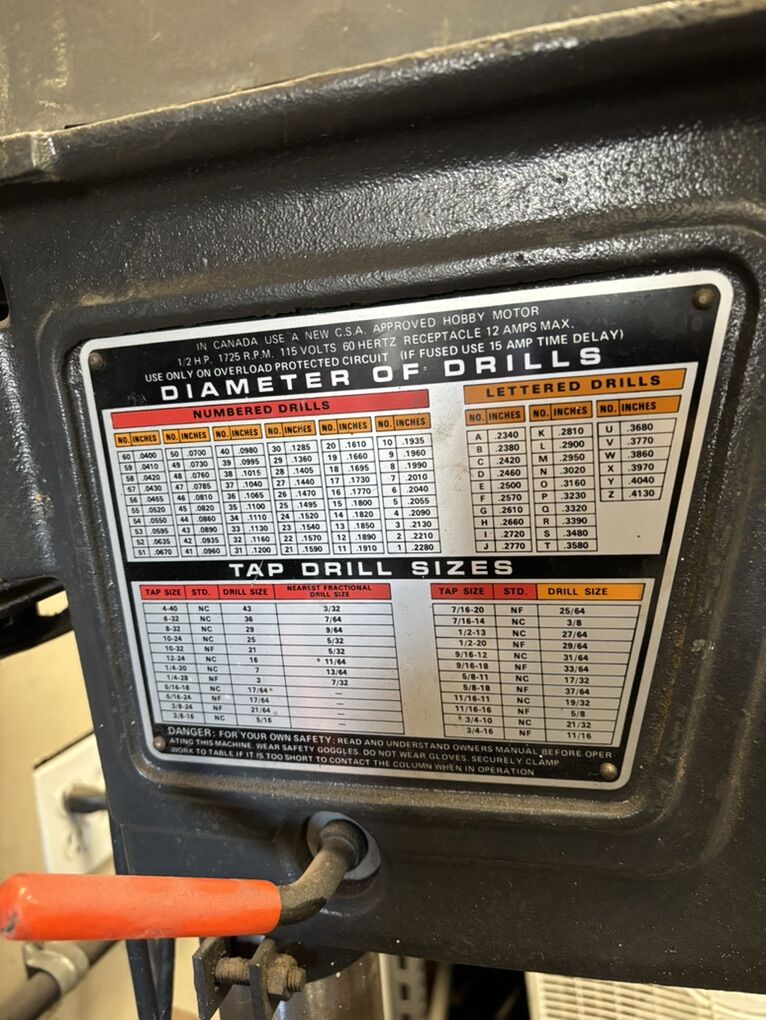 IN CANADA USE A NEW C.S.A. APPROVED HOBBY MOTOR
1/2 H.P. 1725 R.P.M. 115 VOLTS 60 HERTZ RECEPTACLE 12 AMPS MAX.
USE ONLY ON OVERLOAD PROTECTED CIRCUIT (IF FUSED USE 15 AMP TIME DELAY)
DIAMETER OF DRILLS
NUMBERED DRILLS
NO. INCHES NO. INCHES NO. INCHES NO. INCHES NO. INCHES NO. INCHES
60 .0400 50 .0700 40 .0980 30 .1285 20 .1610 10 .1935
59 .0410 49 .0730 39 .0995 29 .1360 19 .1660 9 .1960
58 .0420 48 .0760 38 .1015 28 .1405 18 .1695 8 .1990
57 .0430 47 .0785 37 .1040 27 .1440 17 .1730 7 .2010
56 .0465 46 .0810 36 .1065 26 .1470 16 .1770 6 .2040
55 .0520 45 .0820 35 .1100 25 .1495 15 .1800 5 .2055
54 .0550 44 .0860 34 .1110 24 .1520 14 .1820 4 .2090
53 .0595 43 .0890 33 .1130 23 .1540 13 .1850 3 .2130
52 .0635 42 .0935 32 .1160 22 .1570 12 .1890 2 .2210
51 .0670 41 .0960 31 .1200 21 .1590 11 .1910 1 .2280
LETTERED DRILLS
NO. INCHES NO. INCHES NO. INCHES
A .2340 K .2810 U .3680
B .2380 L .2900 V .3770
C .2420 M .2950 W .3860
D .2460 N .3020 X .3970
E .2500 O .3160 Y .4040
F .2570 P .3230 Z .4130
G .2610 Q .3320
H .2660 R .3390
I .2720 S .3480
J .2770 T .3580
TAP DRILL SIZES
TAP SIZE STD. DRILL SIZE NEAREST FRACTIONAL DRILL SIZE
4-40 NC 43 3/32
6-32 NC 36 7/64
8-32 NC 29 9/64
10-24 NC 25 5/32
10-32 NF 21 5/32
12-24 NC 16 11/64
1/4-20 NC 7 13/64
1/4-28 NF 3 7/32
5/16-18 NC 17/64 —
5/16-24 NF 17/64 —
3/8-24 NF 21/64 —
3/8-16 NC 5/16 —
TAP SIZE STD. DRILL SIZE
7/16-20 NF 25/64
7/16-14 NC 3/8
1/2-13 NC 27/64
1/2-20 NF 29/64
9/16-12 NC 31/64
9/16-18 NF 33/64
5/8-11 NC 17/32
5/8-18 NF 37/64
11/16-11 NC 19/32
11/16-16 NF 5/8
3/4-10 NC 21/32
3/4-16 NF 11/16
DANGER: FOR YOUR OWN SAFETY: READ AND UNDERSTAND OWNERS MANUAL BEFORE OPER
ATING THIS MACHINE. WEAR SAFETY GOGGLES. DO NOT WEAR GLOVES. SECURELY CLAMP
WORK TO TABLE IF IT IS TOO SHORT TO CONTACT THE COLUMN WHEN IN OPERATION